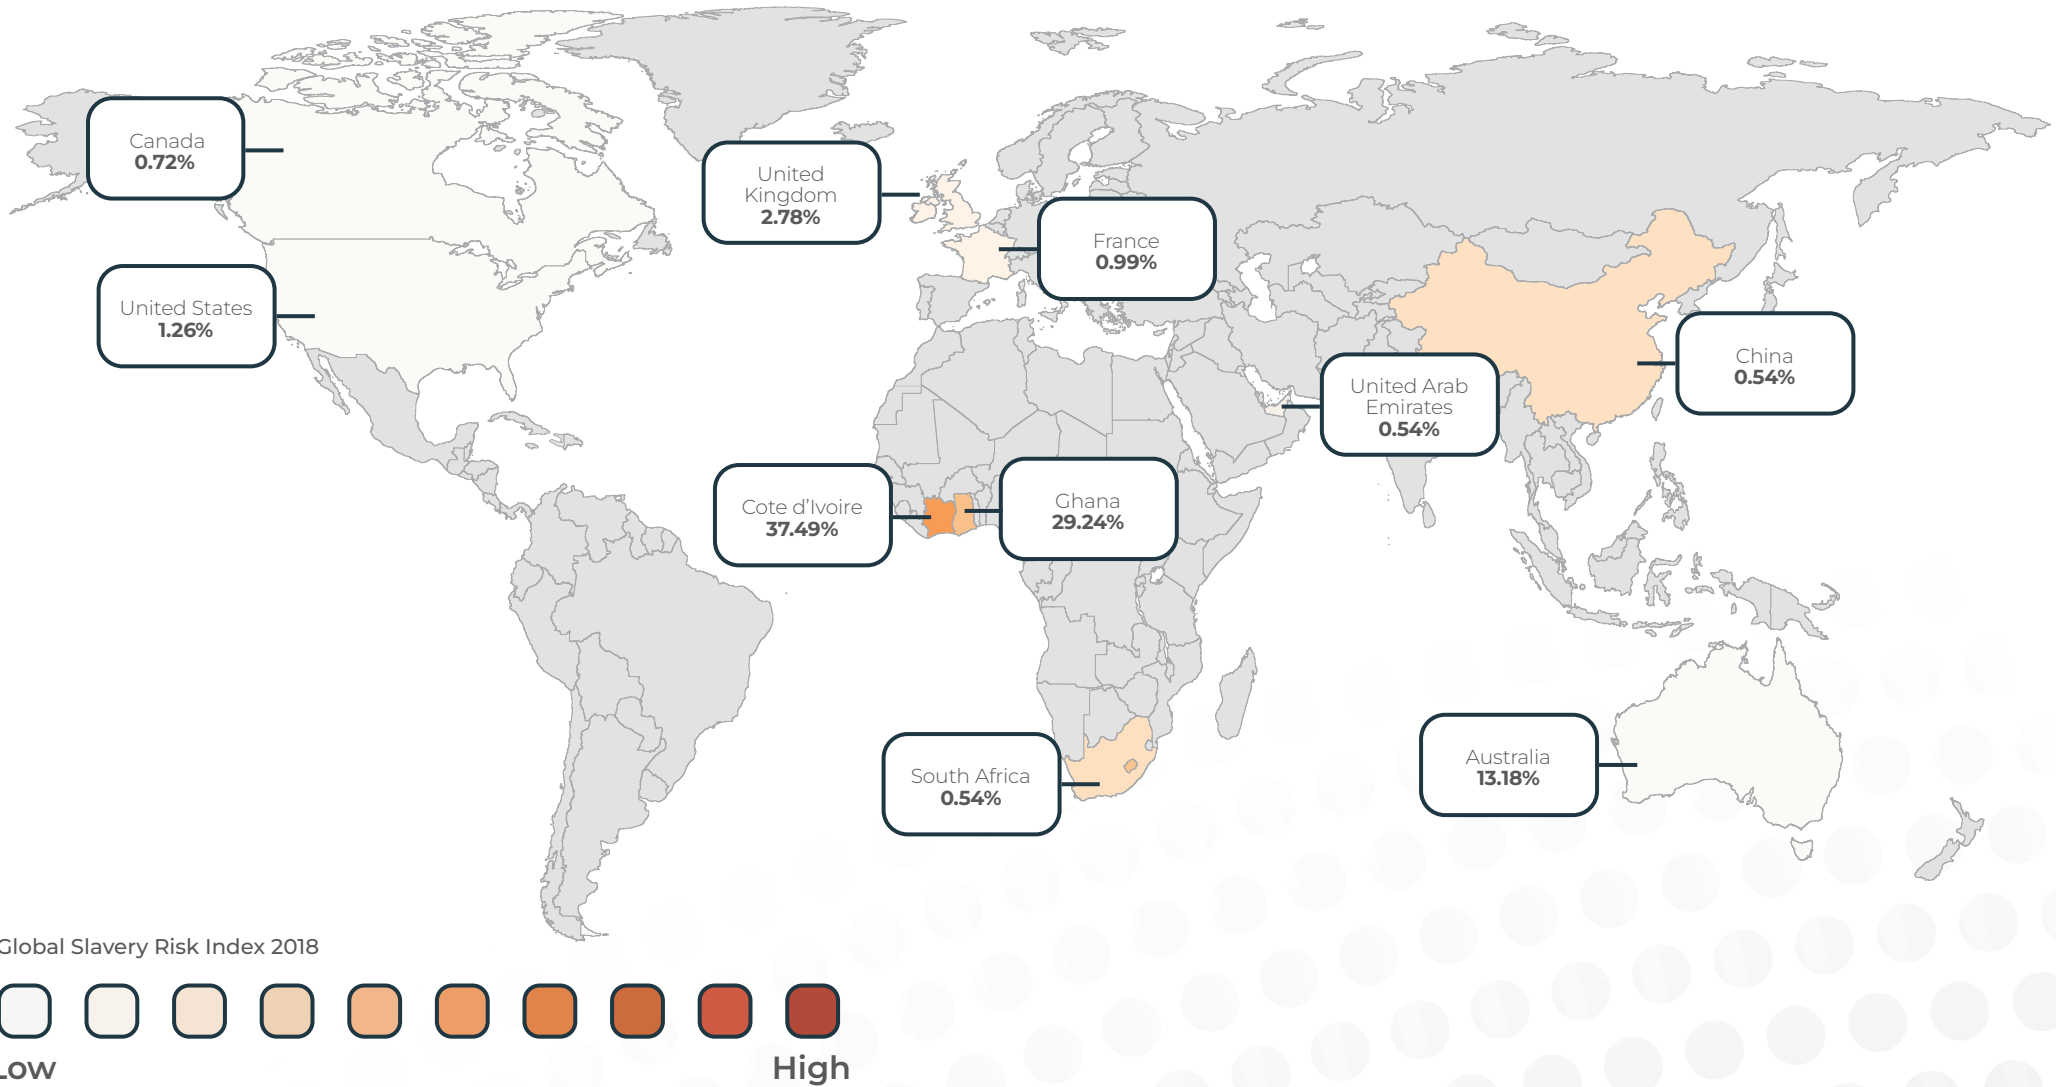 Canada
0.72%
United
Kingdom
2.78%
France
0.99%
United States
1.26%
China
0.54%
United Arab
Emirates
0.54%
Cote d’Ivoire
37.49%
Ghana
29.24%
South Africa
0.54%
Australia
13.18%
Global Slavery Risk Index 2018
Low
High